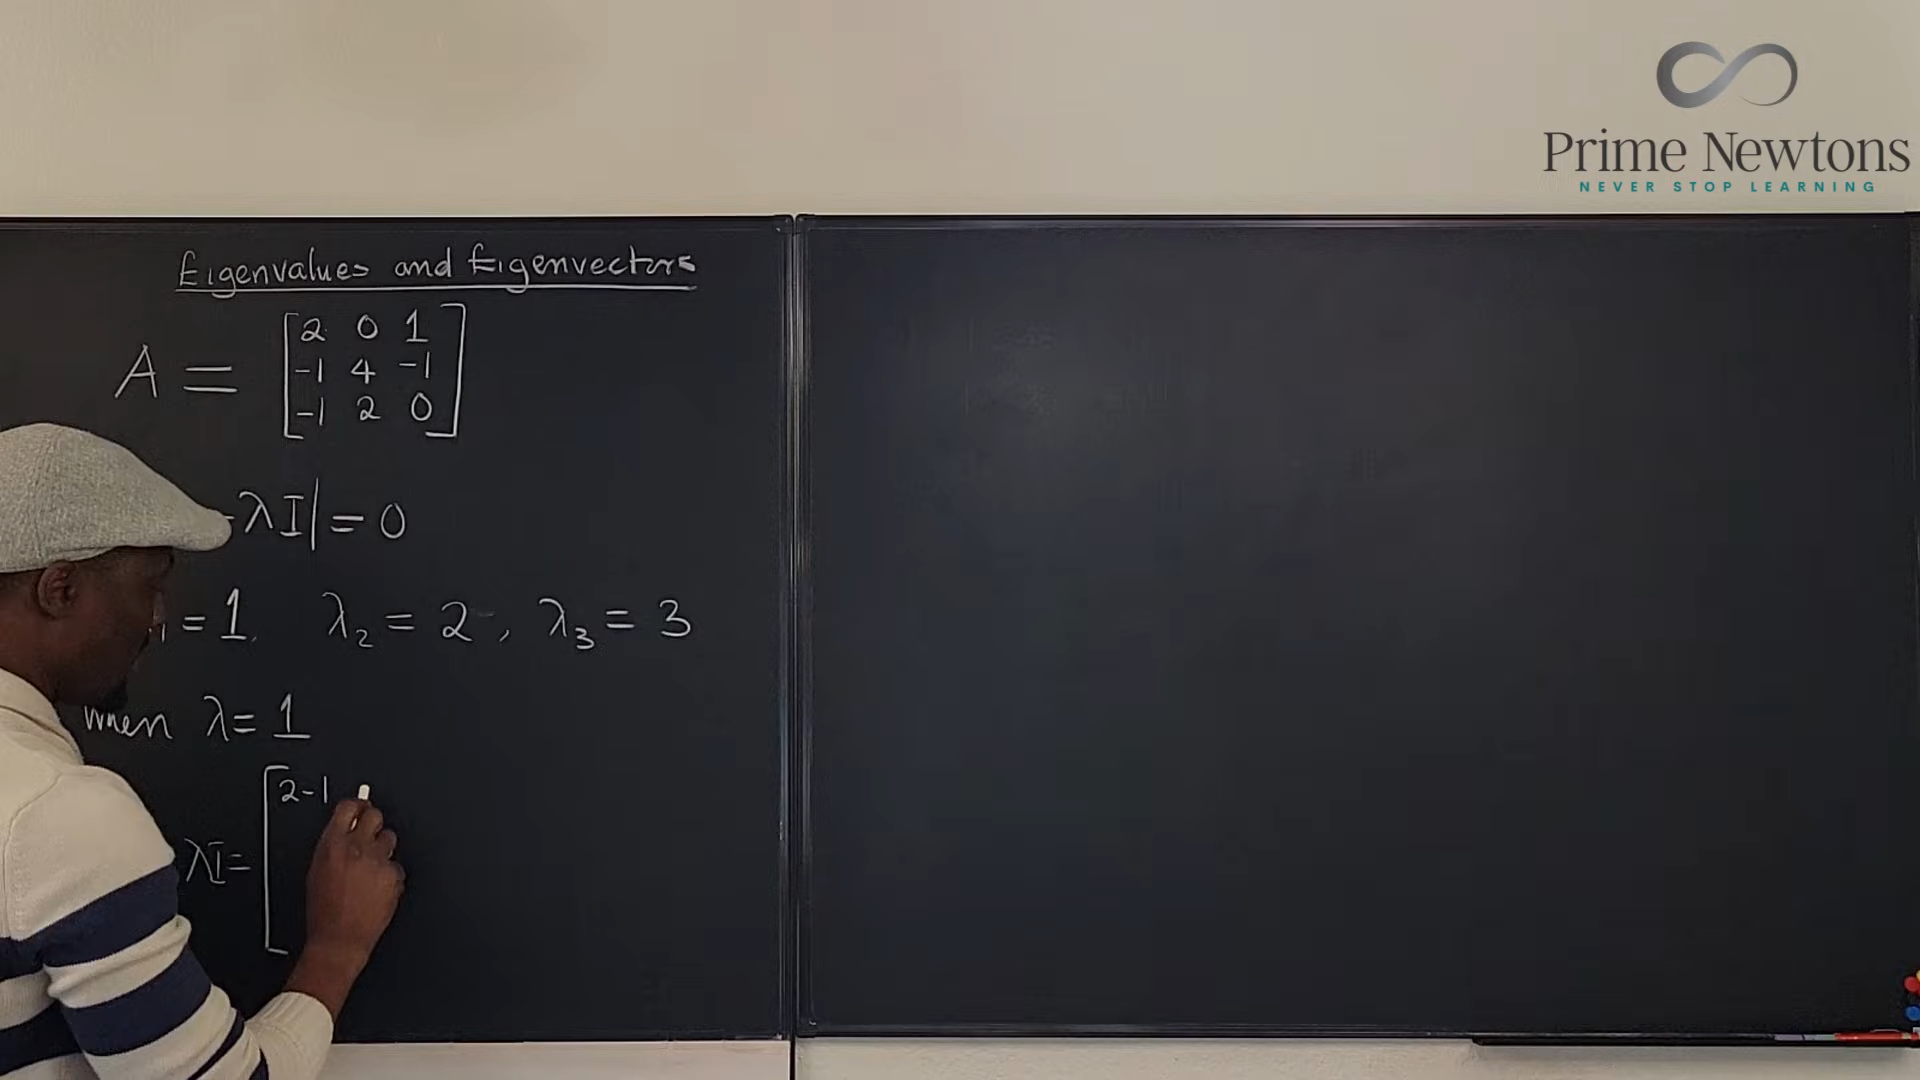 Prime Newtons
NEVER STOP LEARNING
Eigenvalues and Eigenvectors
A = [2 0 1
-1 4 -1
-1 2 0]
-λI| = 0
1 = 1, λ₂ = 2, λ₃ = 3
when λ = 1
λI = [2-1